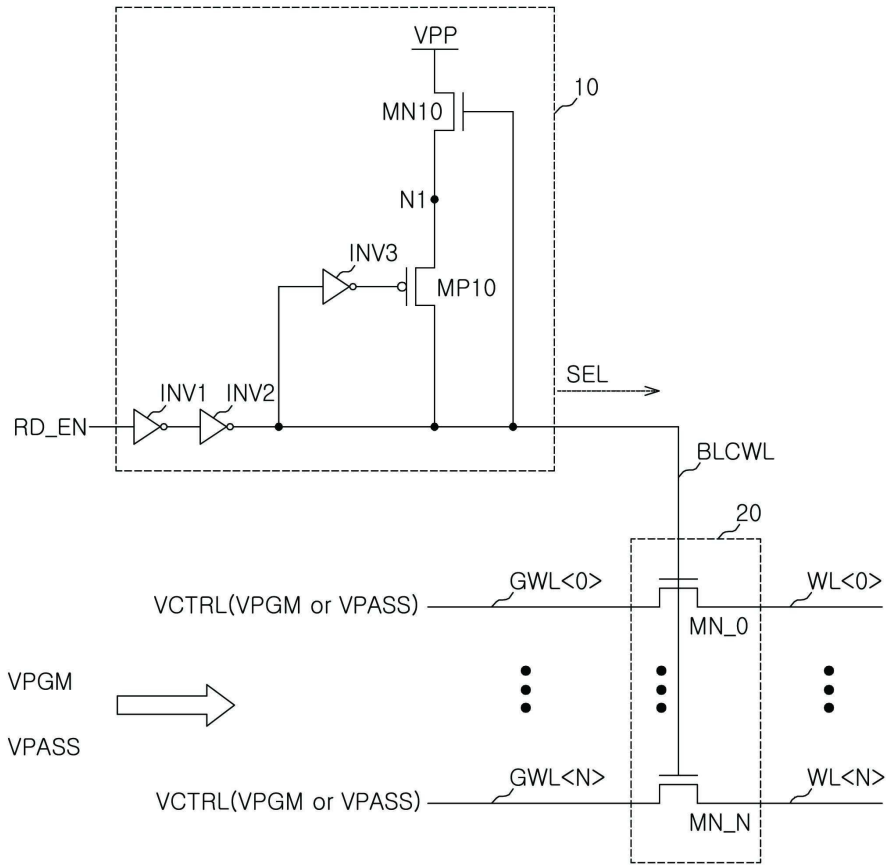 VPP
10
MN10
N1
INV3
MP10
SEL
INV1
INV2
RD_EN
BLCWL
20
GWL<0>
WL<0>
VCTRL(VPGM or VPASS)
MN_0
VPGM
VPASS
GWL<N>
WL<N>
VCTRL(VPGM or VPASS)
MN_N